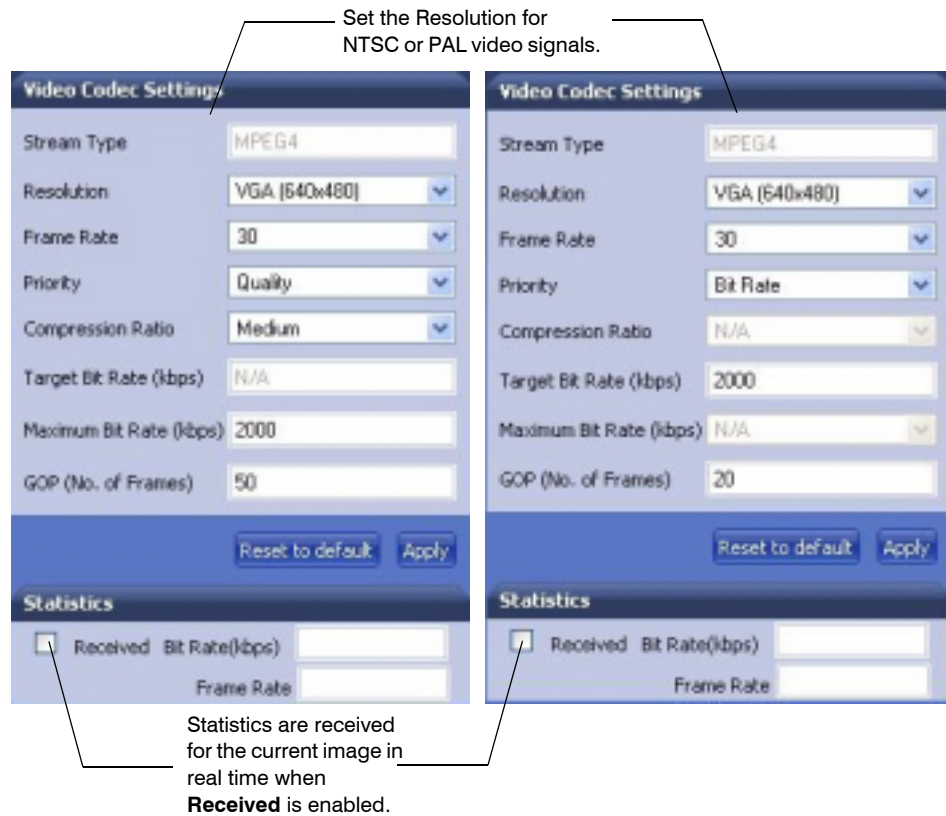 Set the Resolution for
NTSC or PAL video signals.
Video Codec Settings
Stream Type MPEG4
Resolution VGA (640x480)
Frame Rate 30
Priority Quality
Compression Ratio Medium
Target Bit Rate (kbps) N/A
Maximum Bit Rate (kbps) 2000
GOP (No. of Frames) 50
Reset to default Apply
Statistics
Received Bit Rate(kbps)
Frame Rate
Video Codec Settings
Stream Type MPEG4
Resolution VGA (640x480)
Frame Rate 30
Priority Bit Rate
Compression Ratio N/A
Target Bit Rate (kbps) 2000
Maximum Bit Rate (kbps) N/A
GOP (No. of Frames) 20
Reset to default Apply
Statistics
Received Bit Rate(kbps)
Frame Rate
Statistics are received
for the current image in
real time when
Received is enabled.